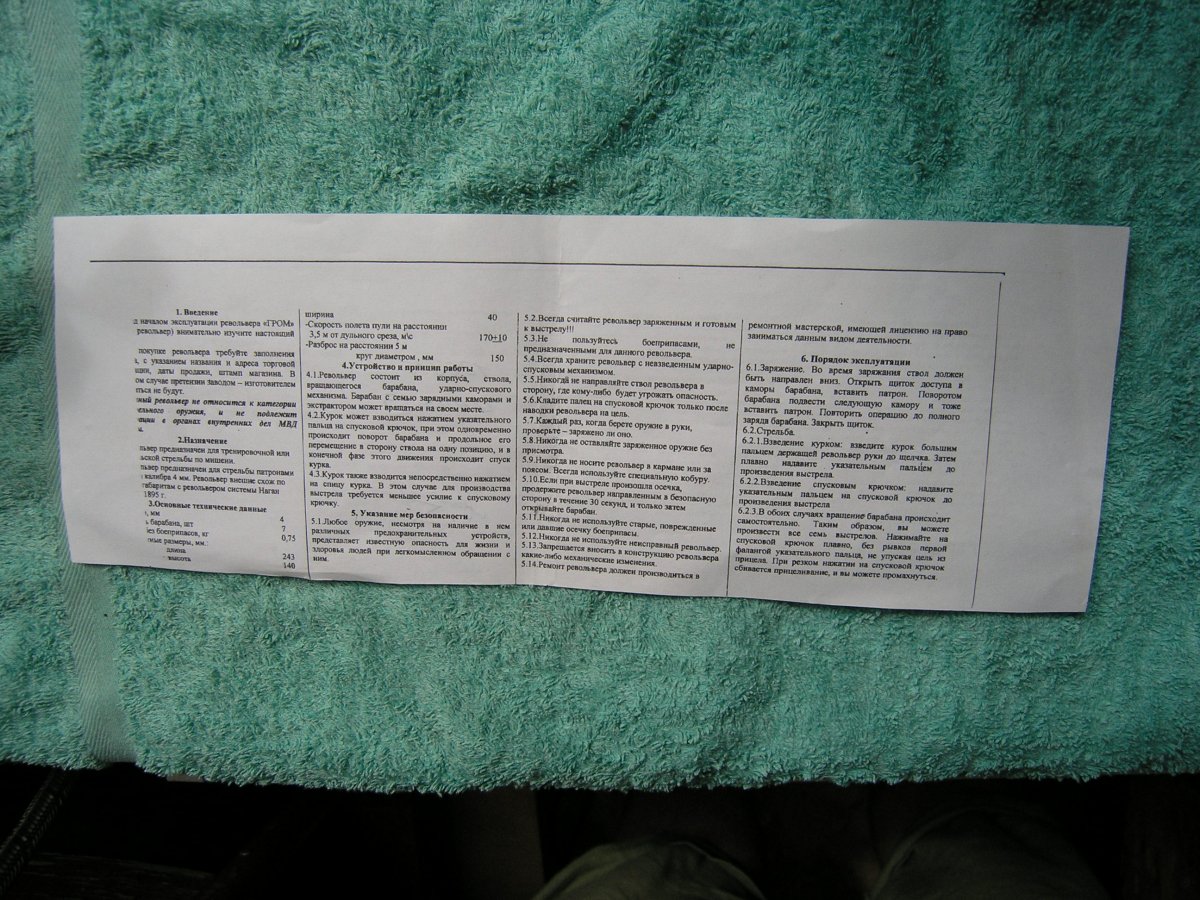 1. Введение
д началом эксплуатации револьвера «ГРОМ»
револьвер) внимательно изучите настоящий
покупке револьвера требуйте заполнения
, с указанием названия и адреса торговой
ции, даты продажи, штамп магазина. В
ом случае претензии заводом – изготовителем
ться не будут.
ный револьвер не относится к категории
ельного оружия, и не подлежит
ации в органах внутренних дел МВД
2.Назначение
львер предназначен для тренировочной или
ьской стрельбы по мишеням.
львер предназначен для стрельбы патронами
калибра 4 мм. Револьвер внешне схож по
габаритам с револьвером системы Наган
1895 г.
3.Основные технические данные
, мм 4
ь барабана, шт 7
без боеприпасов, кг 0,75
ные размеры, мм:
длина 243
высота 140
ширина 40
-Скорость полета пули на расстоянии
3,5 м от дульного среза, м\с 170±10
-Разброс на расстоянии 5 м
круг диаметром , мм 150
4.Устройство и принцип работы
4.1.Револьвер состоит из корпуса, ствола,
вращающегося барабана, ударно-спускового
механизма. Барабан с семью зарядными каморами и
экстрактором может вращаться на своем месте.
4.2.Курок может взводиться нажатием указательного
пальца на спусковой крючок, при этом одновременно
происходит поворот барабана и продольное его
перемещение в сторону ствола на одну позицию, и в
конечной фазе этого движения происходит спуск
курка.
4.3.Курок также взводится непосредственно нажатием
на спицу курка. В этом случае для производства
выстрела требуется меньшее усилие к спусковому
крючку.
5. Указание мер безопасности
5.1.Любое оружие, несмотря на наличие в нем
различных предохранительных устройств,
представляет известную опасность для жизни и
здоровья людей при легкомысленном обращении с
ним.
5.2.Всегда считайте револьвер заряженным и готовым
к выстрелу!!!
5.3.Не пользуйтесь боеприпасами, не
предназначенными для данного револьвера.
5.4.Всегда храните револьвер с невзведенным ударно-
спусковым механизмом.
5.5.Никогда не направляйте ствол револьвера в
сторону, где кому-либо будет угрожать опасность.
5.6.Кладите палец на спусковой крючок только после
наводки револьвера на цель.
5.7.Каждый раз, когда берете оружие в руки,
проверьте – заряжено ли оно.
5.8.Никогда не оставляйте заряженное оружие без
присмотра.
5.9.Никогда не носите револьвер в кармане или за
поясом. Всегда используйте специальную кобуру.
5.10.Если при выстреле произошла осечка,
продержите револьвер направленным в безопасную
сторону в течение 30 секунд, и только затем
открывайте барабан.
5.11.Никогда не используйте старые, поврежденные
или давшие осечку боеприпасы.
5.12.Никогда не используйте неисправный револьвер.
5.13.Запрещается вносить в конструкцию револьвера
какие-либо механические изменения.
5.14.Ремонт револьвера должен производиться в
ремонтной мастерской, имеющей лицензию на право
заниматься данным видом деятельности.
6. Порядок эксплуатации
6.1.Заряжение. Во время заряжания ствол должен
быть направлен вниз. Открыть щиток доступа в
каморы барабана, вставить патрон. Поворотом
барабана подвести следующую камору и тоже
вставить патрон. Повторить операцию до полного
заряда барабана. Закрыть щиток.
6.2.Стрельба.
6.2.1.Взведение курком: взведите курок большим
пальцем держащей револьвер руки до щелчка. Затем
плавно надавите указательным пальцем до
произведения выстрела.
6.2.2.Взведение спусковым крючком: надавите
указательным пальцем на спусковой крючок до
произведения выстрела
6.2.3.В обоих случаях вращение барабана происходит
самостоятельно. Таким образом, вы можете
произвести все семь выстрелов. Нажимайте на
спусковой крючок плавно, без рывков первой
фалангой указательного пальца, не упуская цель из
прицела. При резком нажатии на спусковой крючок
сбивается прицеливание, и вы можете промахнуться.